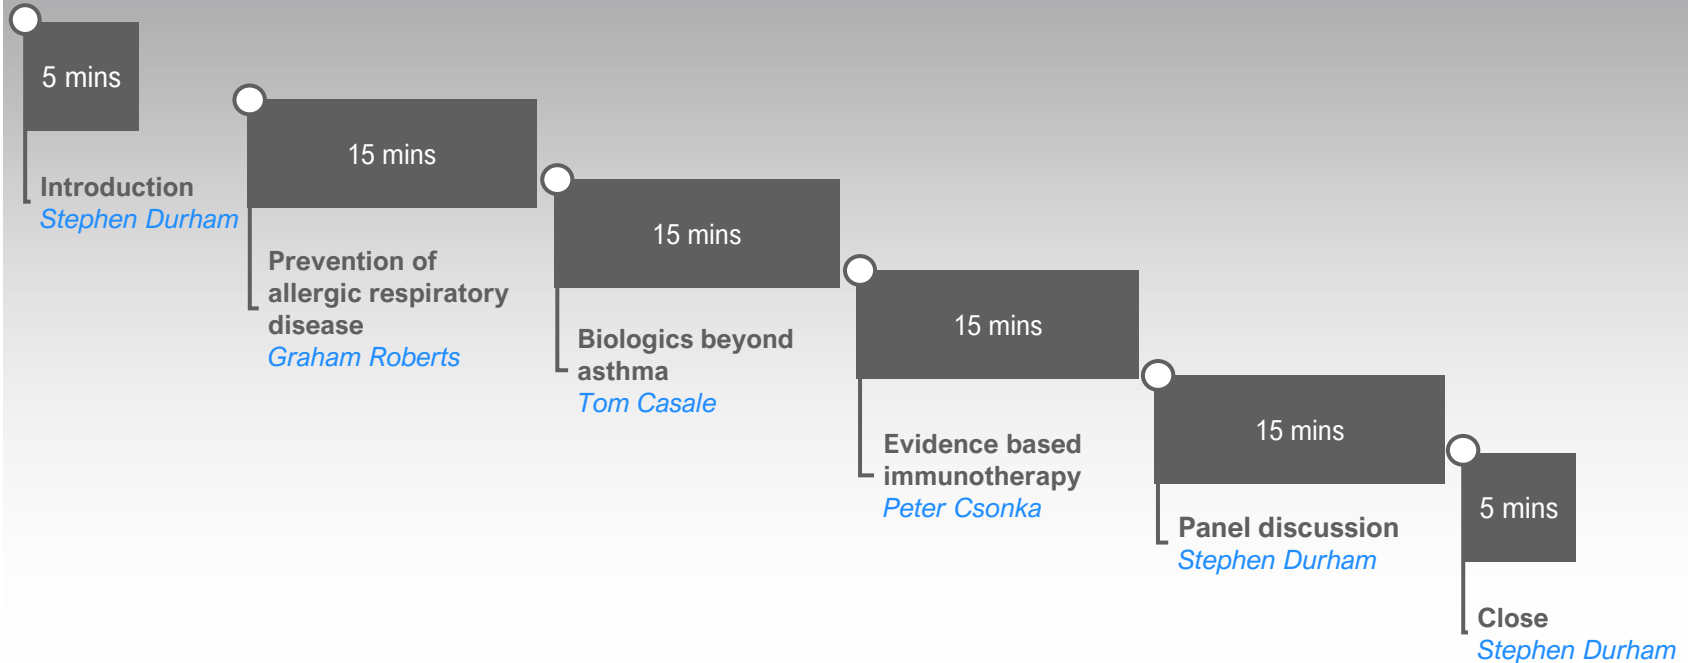 5 mins
Introduction
Stephen Durham
15 mins
Prevention of
allergic respiratory
disease
Graham Roberts
15 mins
Biologics beyond
asthma
Tom Casale
15 mins
Evidence based
immunotherapy
Peter Csonka
15 mins
Panel discussion
Stephen Durham
5 mins
Close
Stephen Durham